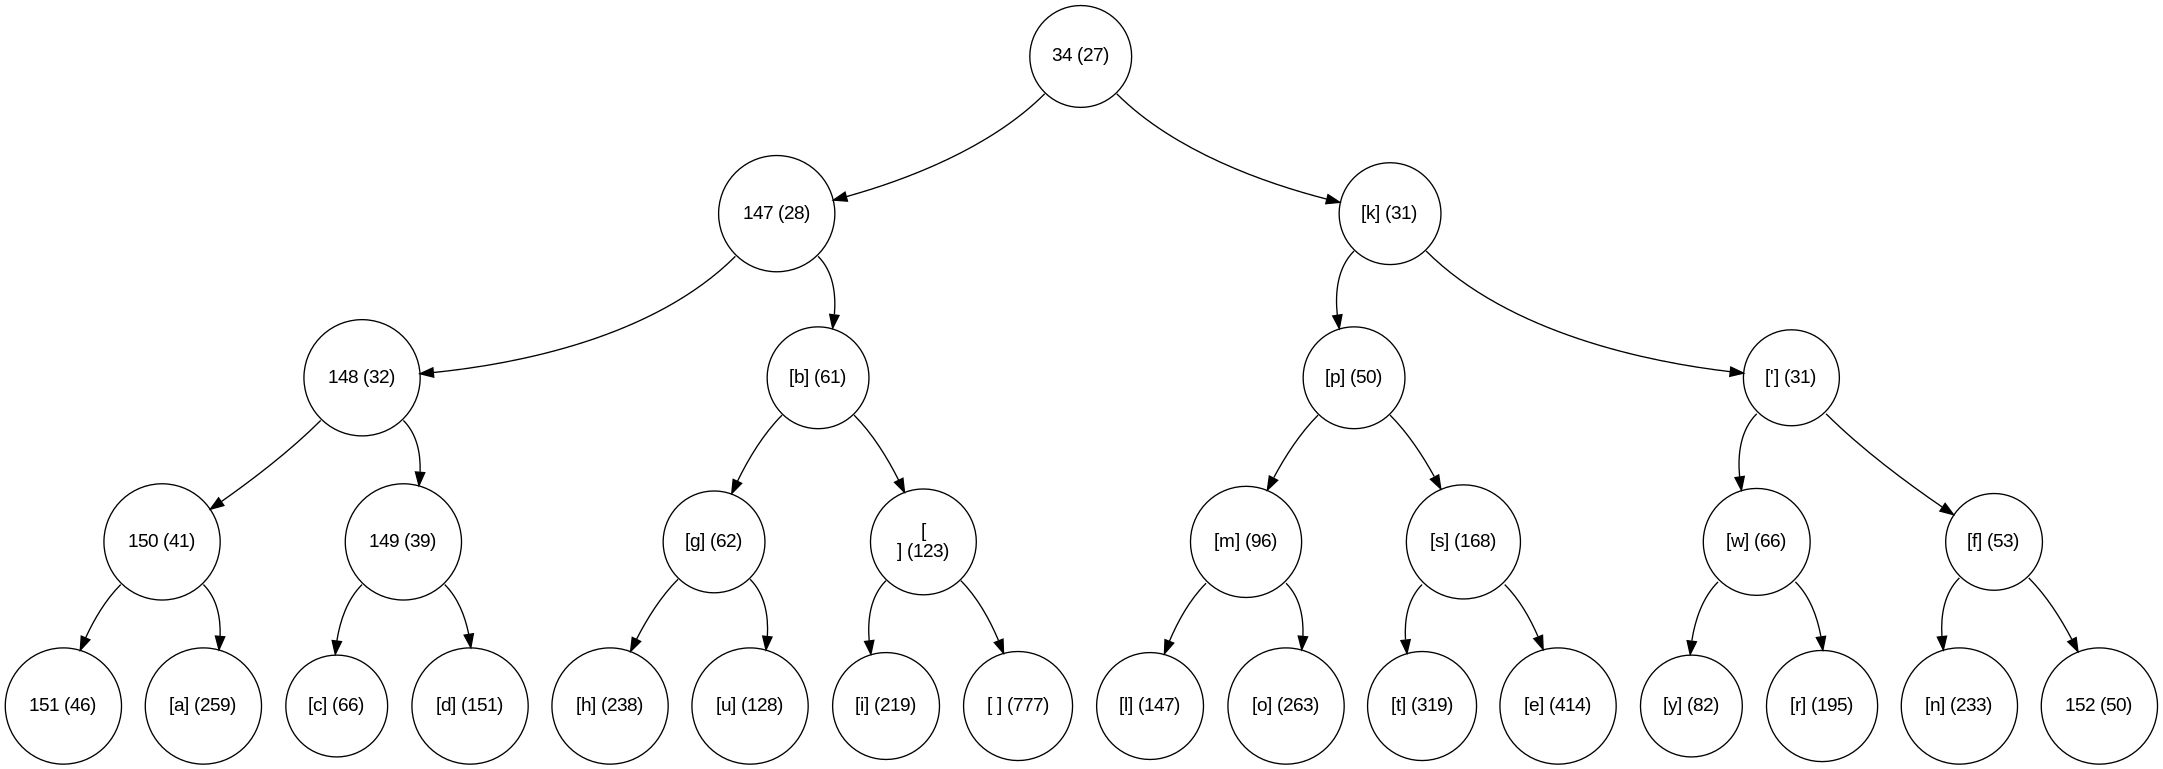 34 (27)
147 (28)
[k] (31)
148 (32)
[b] (61)
[p] (50)
['] (31)
150 (41)
149 (39)
[g] (62)
[
] (123)
[m] (96)
[s] (168)
[w] (66)
[f] (53)
151 (46)
[a] (259)
[c] (66)
[d] (151)
[h] (238)
[u] (128)
[i] (219)
[ ] (777)
[l] (147)
[o] (263)
[t] (319)
[e] (414)
[y] (82)
[r] (195)
[n] (233)
152 (50)